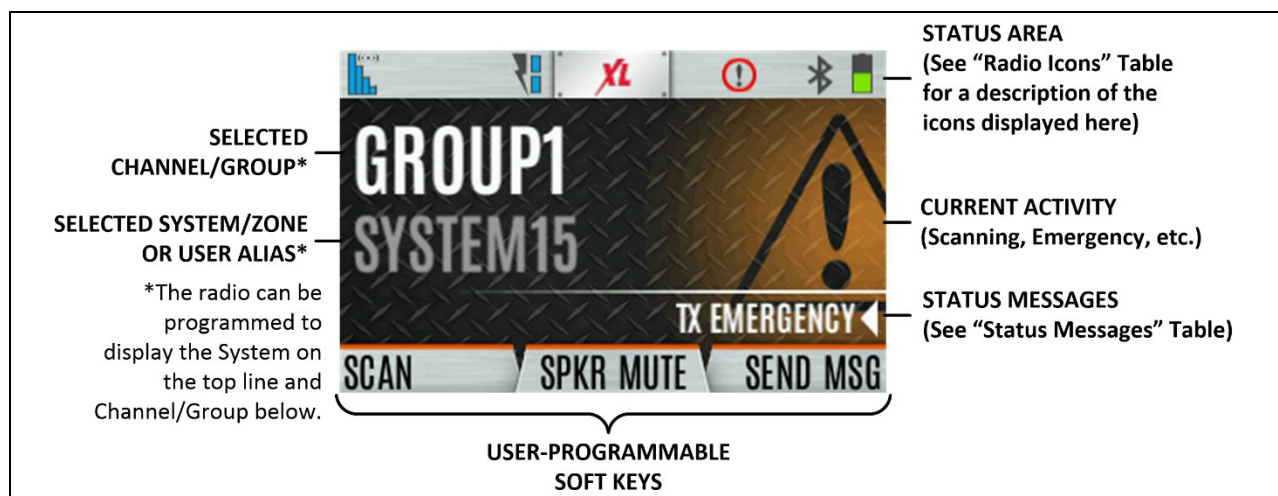 STATUS AREA
(See “Radio Icons” Table
for a description of the
icons displayed here)
XL
SELECTED
CHANNEL/GROUP*
GROUP1
SELECTED SYSTEM/ZONE
OR USER ALIAS*
SYSTEM15
CURRENT ACTIVITY
(Scanning, Emergency, etc.)
*The radio can be
programmed to
display the System on
the top line and
Channel/Group below.
TX EMERGENCY
STATUS MESSAGES
(See “Status Messages” Table)
SCAN SPKR MUTE SEND MSG
USER-PROGRAMMABLE
SOFT KEYS